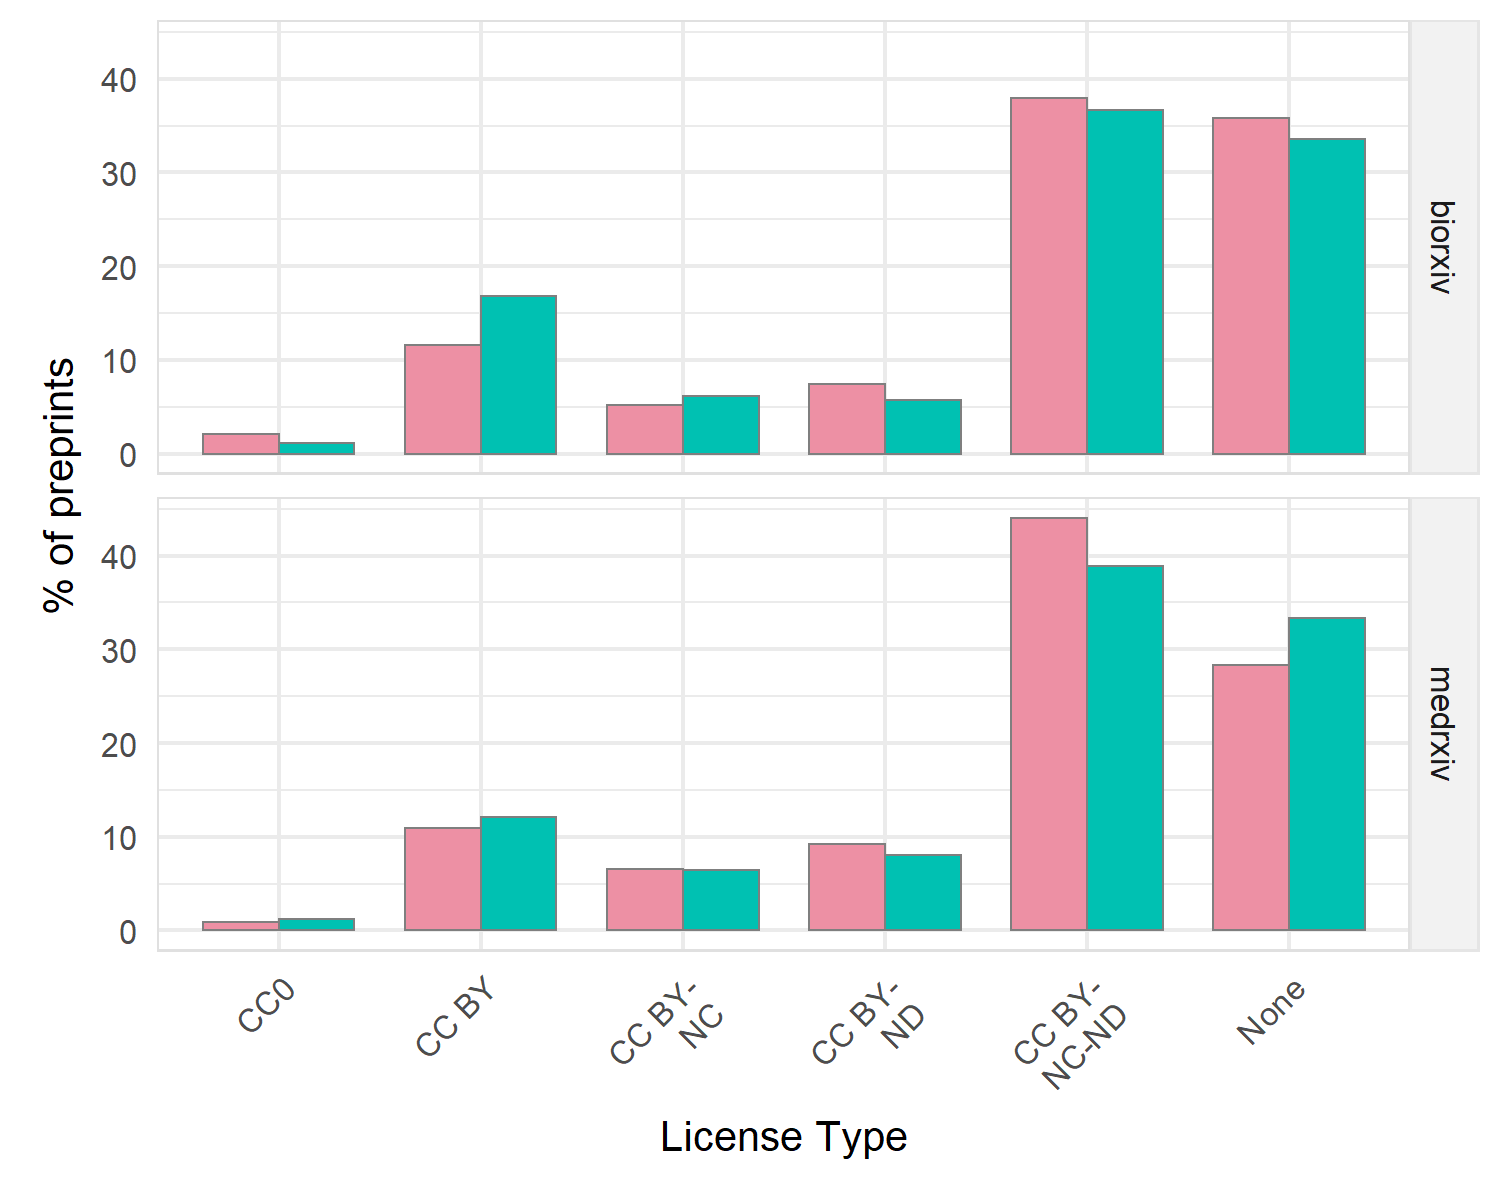 % of preprints
40
30
20
10
0
biorxiv
40
30
20
10
0
medrxiv
CC0
CC BY
CC BY-
NC
CC BY-
ND
CC BY-
NC-ND
None
License Type